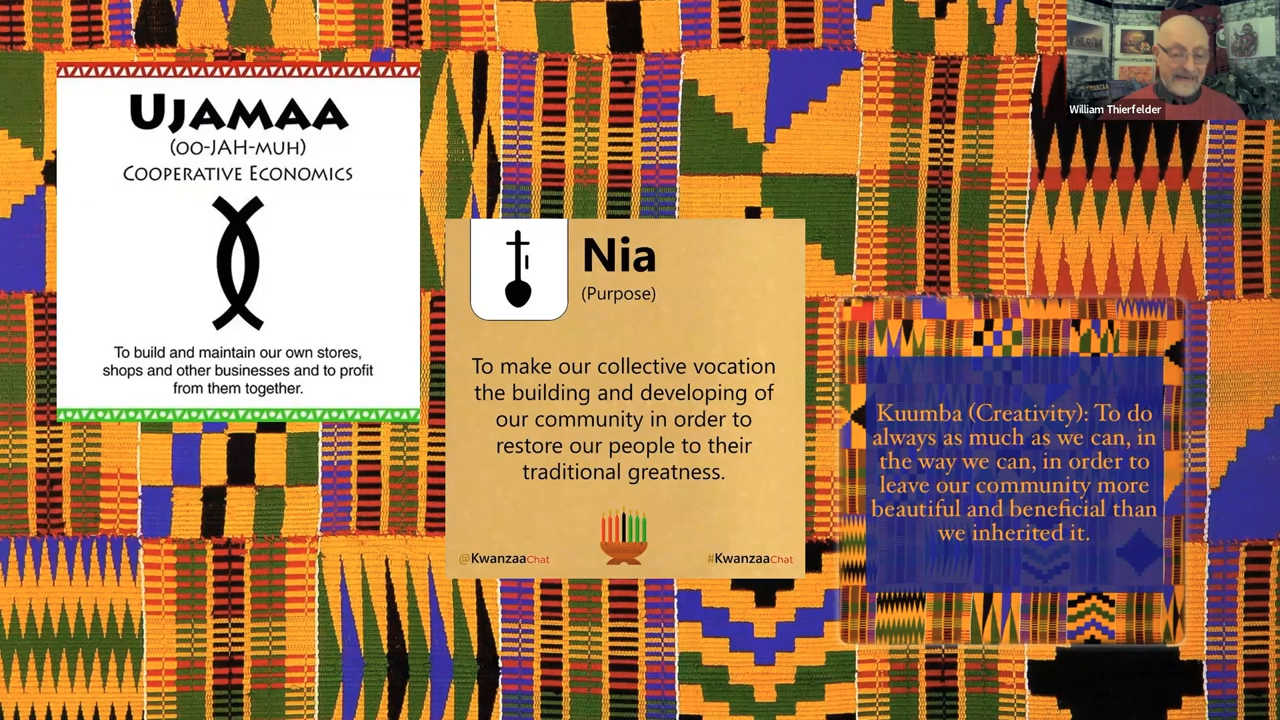 UJAMAA
(OO-JAH-MUH)
COOPERATIVE ECONOMICS
To build and maintain our own stores,
shops and other businesses and to profit
from them together.
Nia
(Purpose)
To make our collective vocation
the building and developing of
our community in order to
restore our people to their
traditional greatness.
@KwanzaaChat
#KwanzaaChat
Kuumba (Creativity): To do
always as much as we can, in
the way we can, in order to
leave our community more
beautiful and beneficial than
we inherited it.
William Thierfelder